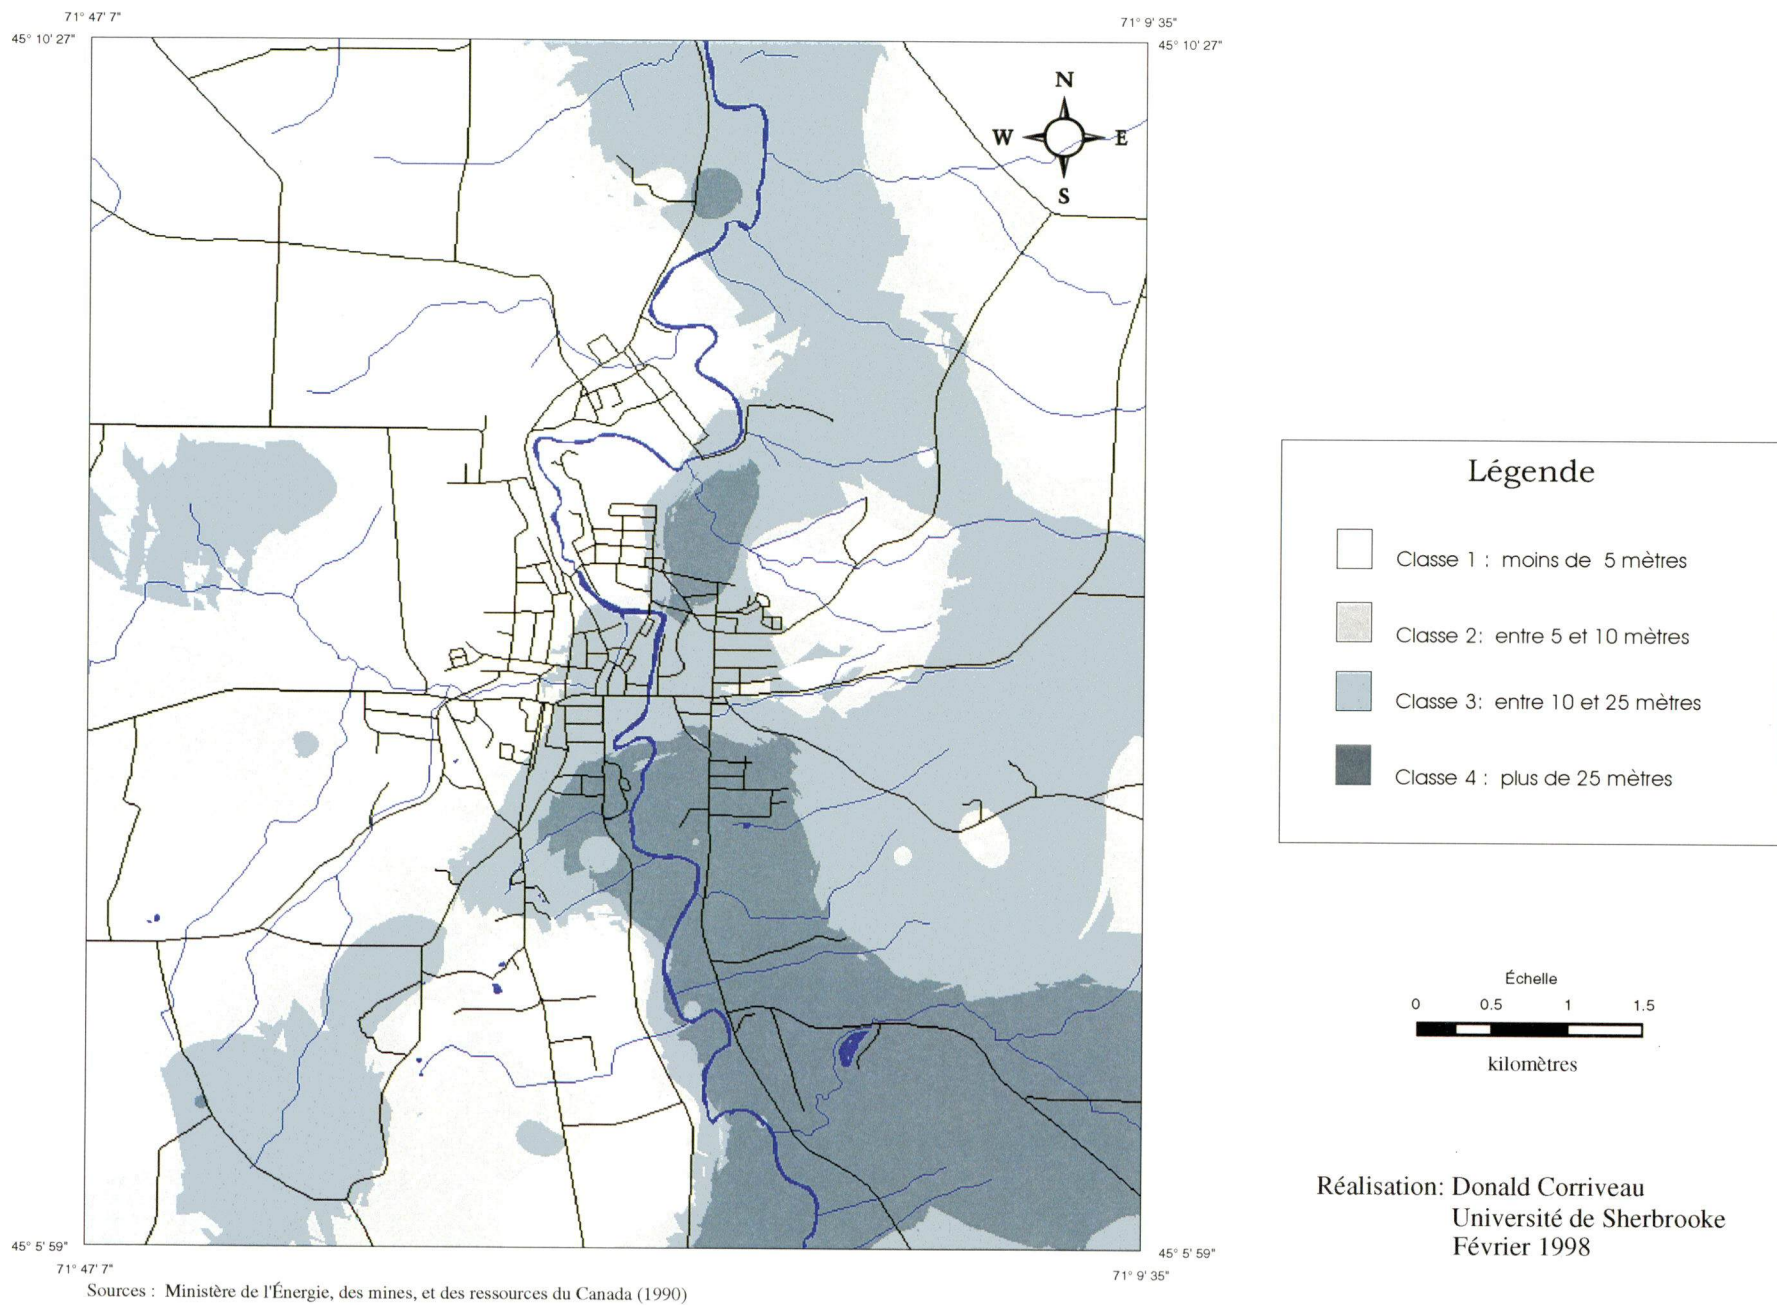 71° 47' 7"
71° 9' 35"
45° 10' 27"
45° 10' 27"
N
W E
S
Légende
Classe 1 : moins de 5 mètres
Classe 2: entre 5 et 10 mètres
Classe 3: entre 10 et 25 mètres
Classe 4 : plus de 25 mètres
Échelle
0 0.5 1 1.5
kilomètres
Réalisation: Donald Corriveau
Université de Sherbrooke
Février 1998
45° 5' 59"
45° 5' 59"
71° 47' 7"
71° 9' 35"
Sources : Ministère de l'Énergie, des mines, et des ressources du Canada (1990)